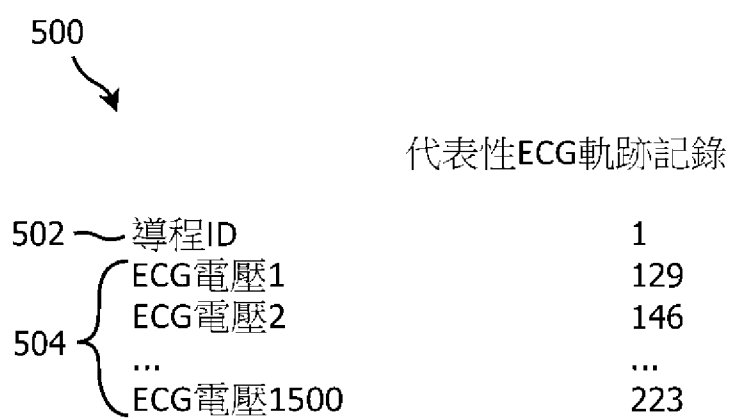 500
代表性ECG軌跡記錄
502 導程ID 1
ECG電壓1 129
ECG電壓2 146
504
... ...
ECG電壓1500 223